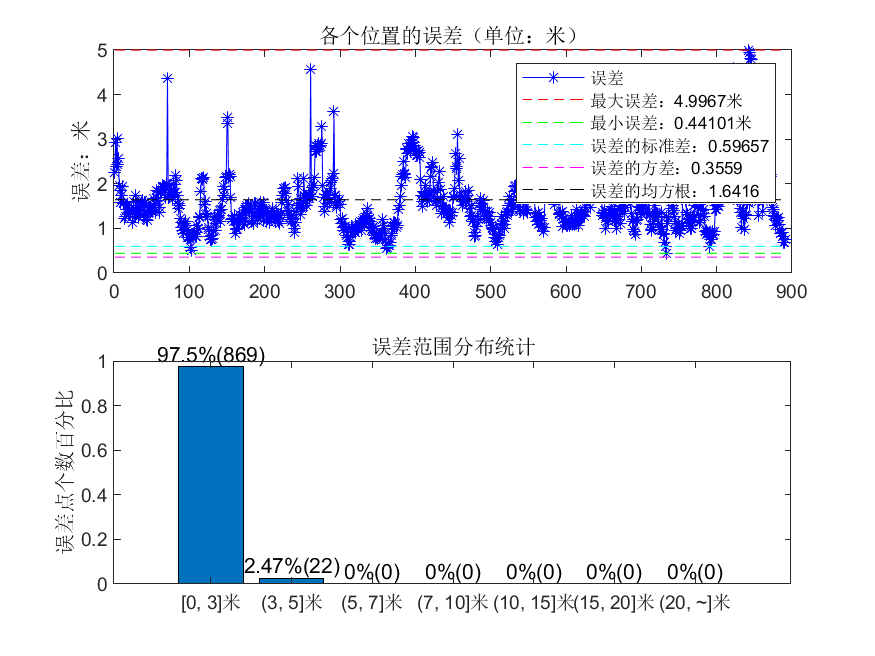 各个位置的误差（单位：米）
误差：米
5
4
3
2
1
0
0 100 200 300 400 500 600 700 800 900
误差
最大误差：4.9967米
最小误差：0.44101米
误差的标准差：0.59657
误差的方差：0.3559
误差的均方根：1.6416
误差范围分布统计
误差点个数百分比
1
0.8
0.6
0.4
0.2
0
97.5%(869) 2.47%(22) 0%(0) 0%(0) 0%(0) 0%(0) 0%(0)
[0, 3]米 (3, 5]米 (5, 7]米 (7, 10]米 (10, 15]米 (15, 20]米 (20, ~]米